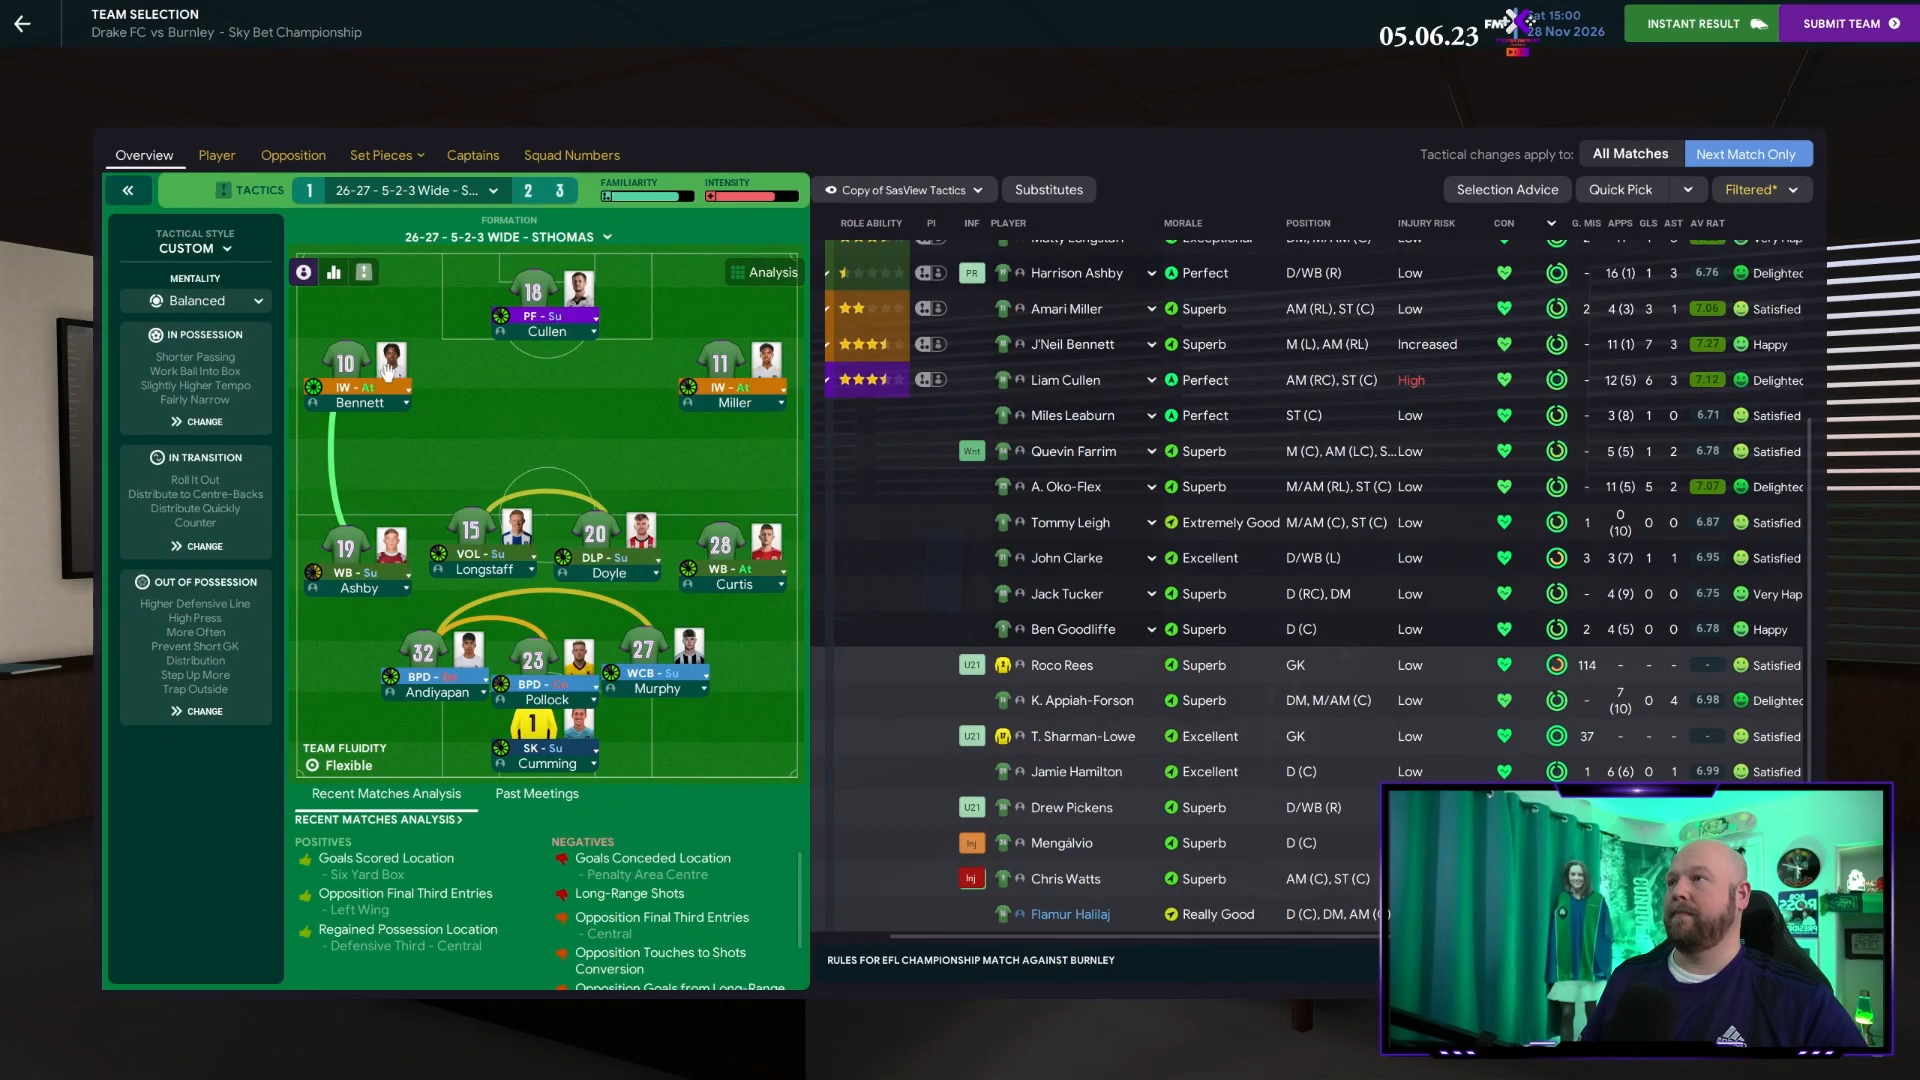 TEAM SELECTION
Drake FC vs Burnley - Sky Bet Championship
05.06.23
Sat 15:00
28 Nov 2026
INSTANT RESULT
SUBMIT TEAM
Overview Player Opposition Set Pieces Captains Squad Numbers
Tactical changes apply to: All Matches Next Match Only
TACTICS 1 26-27 - 5-2-3 Wide - S... 2 3
FAMILIARITY INTENSITY
Copy of SasView Tactics Substitutes
Selection Advice Quick Pick Filtered*
TACTICAL STYLE
CUSTOM
MENTALITY
Balanced
IN POSSESSION
Shorter Passing
Work Ball Into Box
Slightly Higher Tempo
Fairly Narrow
CHANGE
IN TRANSITION
Roll It Out
Distribute to Centre-Backs
Distribute Quickly
Counter
CHANGE
OUT OF POSSESSION
Higher Defensive Line
High Press
More Often
Prevent Short GK
Distribution
Step Up More
Trap Outside
CHANGE
FORMATION
26-27 - 5-2-3 WIDE - STHOMAS
Analysis
18
PF - Su
Cullen
10
IW - At
Bennett
11
IW - At
Miller
19
WB - Su
Ashby
15
VOL - Su
Longstaff
20
DLP - Su
Doyle
28
WB - At
Curtis
32
BPD - De
Andiyapan
23
BPD - Co
Pollock
27
WCB - Su
Murphy
1
SK - Su
Cumming
TEAM FLUIDITY
Flexible
Recent Matches Analysis Past Meetings
RECENT MATCHES ANALYSIS>
POSITIVES
Goals Scored Location
- Six Yard Box
Opposition Final Third Entries
- Left Wing
Regained Possession Location
- Defensive Third - Central
NEGATIVES
Goals Conceded Location
- Penalty Area Centre
Long-Range Shots
Opposition Final Third Entries
- Central
Opposition Touches to Shots
Conversion
Opposition Goals from Long-Range
ROLE ABILITY PI INF PLAYER MORALE POSITION INJURY RISK CON G. MIS APPS GLS AST AV RAT
Matty Longstaff Exceptional DM, M/AM (C) Low
PR Harrison Ashby Perfect D/WB (R) Low - 16 (1) 1 3 6.76 Delighted
Amari Miller Superb AM (RL), ST (C) Low 2 4 (3) 3 1 7.06 Satisfied
J'Neil Bennett Superb M (L), AM (RL) Increased - 11 (1) 7 3 7.27 Happy
Liam Cullen Perfect AM (RC), ST (C) High - 12 (5) 6 3 7.12 Delighted
Miles Leaburn Perfect ST (C) Low - 3 (8) 1 0 6.71 Satisfied
Wnt Quevin Farrim Superb M (C), AM (LC), S... Low - 5 (5) 1 2 6.78 Satisfied
A. Oko-Flex Superb M/AM (RL), ST (C) Low - 11 (5) 5 2 7.07 Delighted
Tommy Leigh Extremely Good M/AM (C), ST (C) Low 1 0 (10) 0 0 6.87 Satisfied
John Clarke Excellent D/WB (L) Low 3 3 (7) 1 1 6.95 Satisfied
Jack Tucker Superb D (RC), DM Low - 4 (9) 0 0 6.75 Very Hap
Ben Goodliffe Superb D (C) Low 2 4 (5) 0 0 6.78 Happy
U21 Roco Rees Superb GK Low 114 - - - - Satisfied
K. Appiah-Forson Superb DM, M/AM (C) Low - 7 (10) 0 4 6.98 Delighted
U21 T. Sharman-Lowe Excellent GK Low 37 - - - - Satisfied
Jamie Hamilton Excellent D (C) Low 1 6 (6) 0 1 6.99 Satisfied
U21 Drew Pickens Superb D/WB (R)
Inj Mengálvio Superb D (C)
Inj Chris Watts Superb AM (C), ST (C)
Flamur Halilaj Really Good D (C), DM, AM (C)
RULES FOR EFL CHAMPIONSHIP MATCH AGAINST BURNLEY